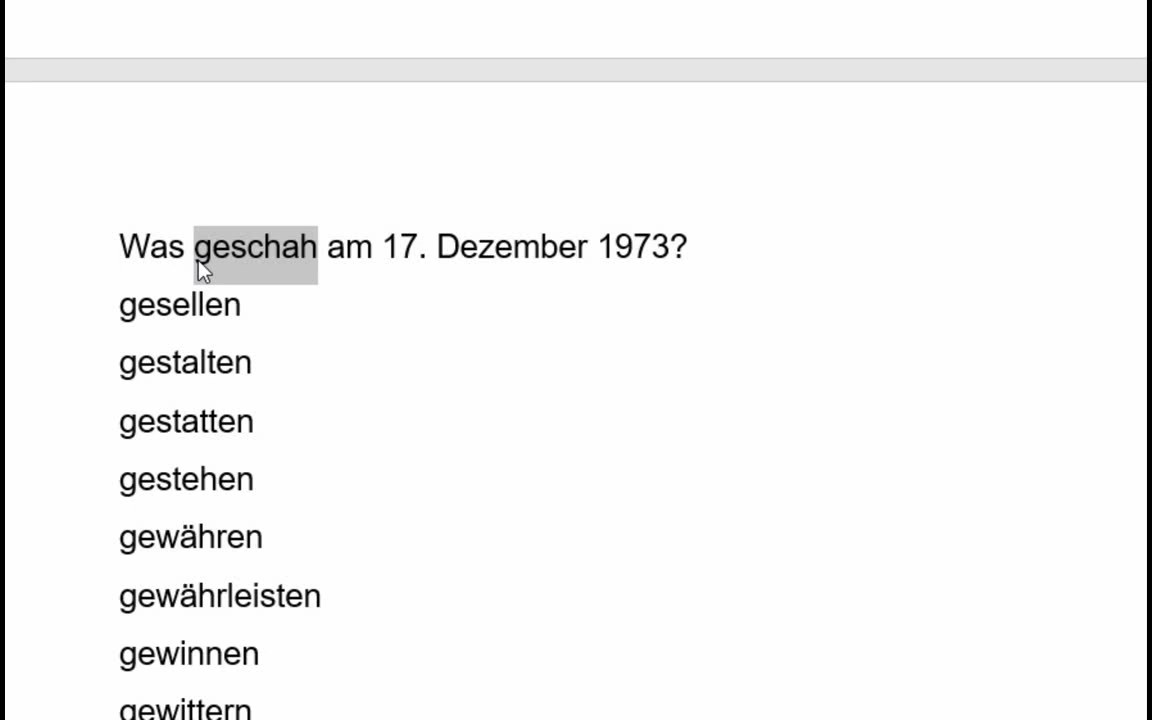 Was geschah am 17. Dezember 1973?
gesellen
gestalten
gestatten
gestehen
gewähren
gewährleisten
gewinnen
gewittern